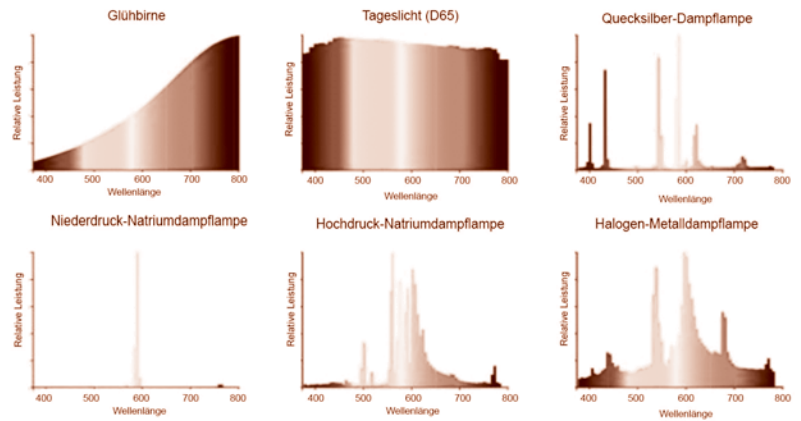 Glühbirne
Tageslicht (D65)
Quecksilber-Dampflampe
Relative Leistung
Relative Leistung
Relative Leistung
400 500 600 700 800
400 500 600 700 800
400 500 600 700 800
Wellenlänge
Wellenlänge
Wellenlänge
Niederdruck-Natriumdampflampe
Hochdruck-Natriumdampflampe
Halogen-Metalldampflampe
Relative Leistung
Relative Leistung
Relative Leistung
400 500 600 700 800
400 500 600 700 800
400 500 600 700 800
Wellenlänge
Wellenlänge
Wellenlänge